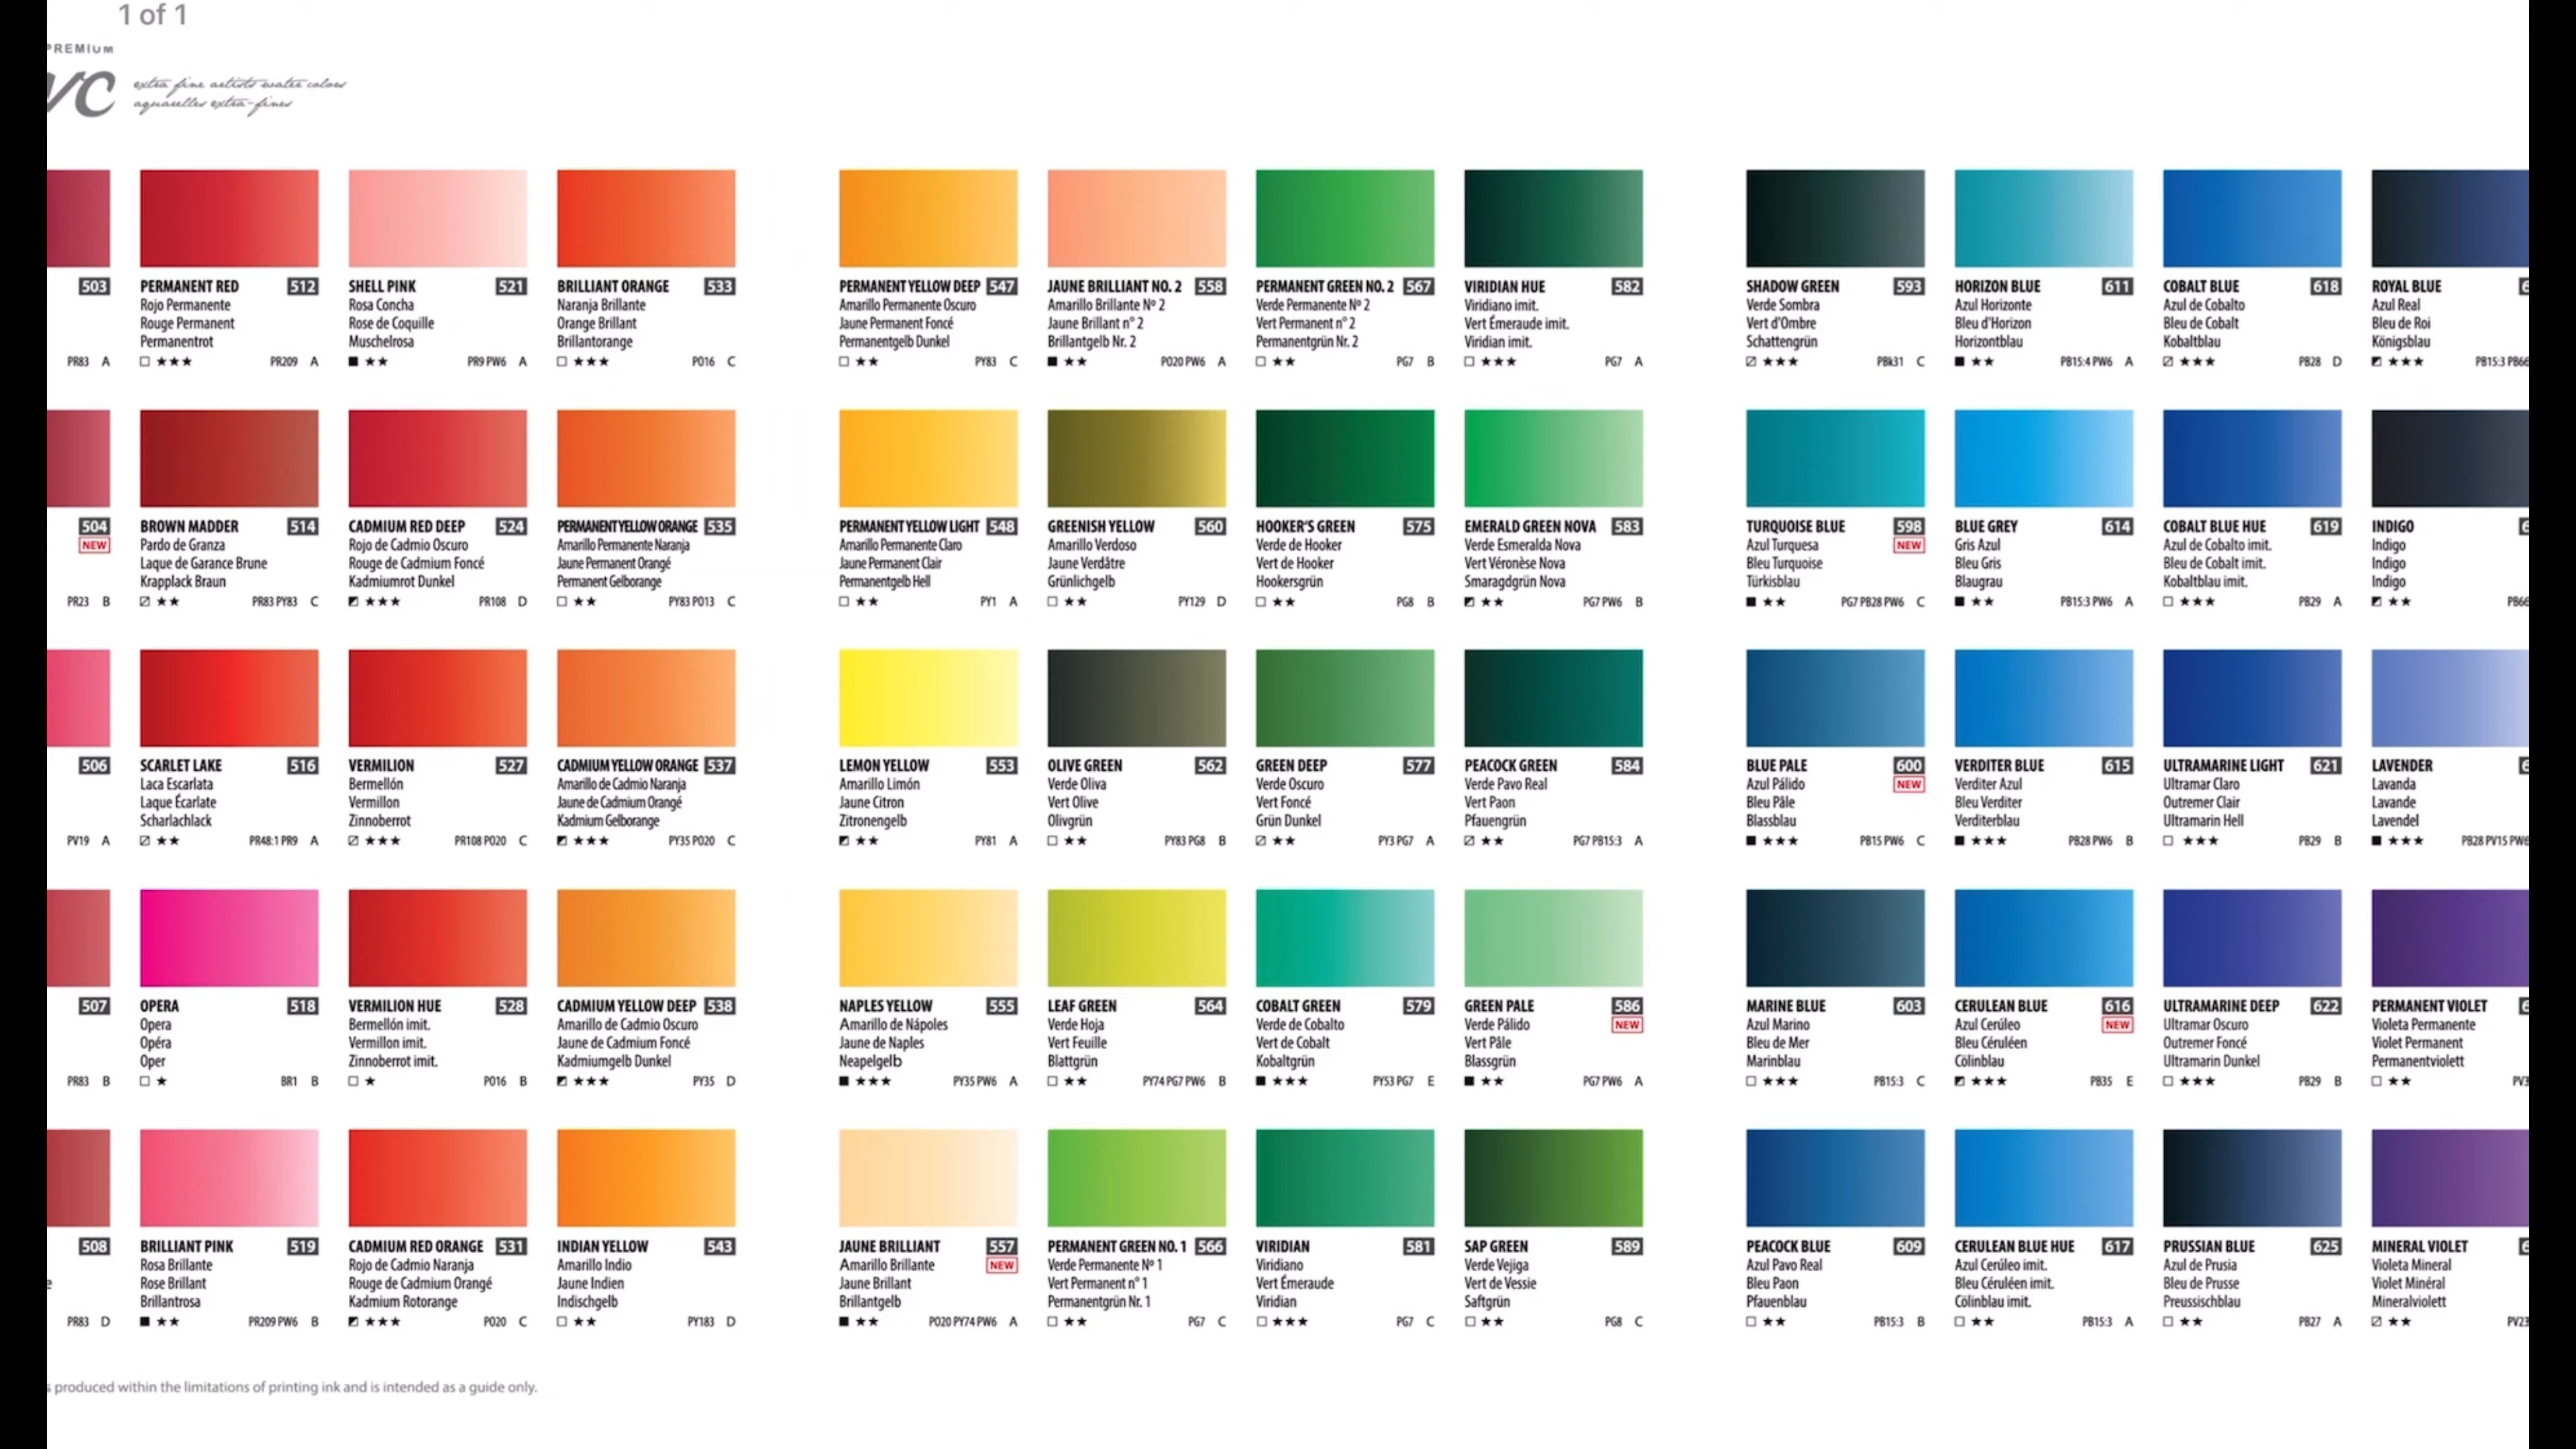 1 of 1
PREMIUM
extra fine artists water colors
aquarelles extra-fines
503
PR83 A
PERMANENT RED 512
Rojo Permanente
Rouge Permanent
Permanentrot
□ ★★★ PR209 A
SHELL PINK 521
Rosa Concha
Rose de Coquille
Muschelrosa
■ ★★ PR9 PW6 A
BRILLIANT ORANGE 533
Naranja Brillante
Orange Brillant
Brillantorange
□ ★★★ PO16 C
PERMANENT YELLOW DEEP 547
Amarillo Permanente Oscuro
Jaune Permanent Foncé
Permanentgelb Dunkel
□ ★★ PY83 C
JAUNE BRILLIANT NO. 2 558
Amarillo Brillante Nº 2
Jaune Brillant n° 2
Brillantgelb Nr. 2
■ ★★ PO20 PW6 A
PERMANENT GREEN NO. 2 567
Verde Permanente Nº 2
Vert Permanent n° 2
Permanentgrün Nr. 2
□ ★★ PG7 B
VIRIDIAN HUE 582
Viridiano imit.
Vert Émeraude imit.
Viridian imit.
□ ★★★ PG7 A
SHADOW GREEN 593
Verde Sombra
Vert d'Ombre
Schattengrün
⧄ ★★★ PBk31 C
HORIZON BLUE 611
Azul Horizonte
Bleu d'Horizon
Horizontblau
■ ★★ PB15:4 PW6 A
COBALT BLUE 618
Azul de Cobalto
Bleu de Cobalt
Kobaltblau
⧄ ★★★ PB28 D
ROYAL BLUE
Azul Real
Bleu de Roi
Königsblau
◩ ★★★ PB15:3 PB66
504
NEW
PR23 B
BROWN MADDER 514
Pardo de Granza
Laque de Garance Brune
Krapplack Braun
⧄ ★★ PR83 PY83 C
CADMIUM RED DEEP 524
Rojo de Cadmio Oscuro
Rouge de Cadmium Foncé
Kadmiumrot Dunkel
◩ ★★★ PR108 D
PERMANENT YELLOW ORANGE 535
Amarillo Permanente Naranja
Jaune Permanent Orangé
Permanent Gelborange
□ ★★ PY83 PO13 C
PERMANENT YELLOW LIGHT 548
Amarillo Permanente Claro
Jaune Permanent Clair
Permanentgelb Hell
□ ★★ PY1 A
GREENISH YELLOW 560
Amarillo Verdoso
Jaune Verdâtre
Grünlichgelb
□ ★★ PY129 D
HOOKER'S GREEN 575
Verde de Hooker
Vert de Hooker
Hookersgrün
□ ★★ PG8 B
EMERALD GREEN NOVA 583
Verde Esmeralda Nova
Vert Véronèse Nova
Smaragdgrün Nova
◩ ★★ PG7 PW6 B
TURQUOISE BLUE 598
Azul Turquesa NEW
Bleu Turquoise
Türkisblau
■ ★★ PG7 PB28 PW6 C
BLUE GREY 614
Gris Azul
Bleu Gris
Blaugrau
■ ★★ PB15:3 PW6 A
COBALT BLUE HUE 619
Azul de Cobalto imit.
Bleu de Cobalt imit.
Kobaltblau imit.
□ ★★★ PB29 A
INDIGO
Indigo
Indigo
Indigo
◩ ★★ PB66
506
PV19 A
SCARLET LAKE 516
Laca Escarlata
Laque Écarlate
Scharlachlack
⧄ ★★ PR48:1 PR9 A
VERMILION 527
Bermellón
Vermillon
Zinnoberrot
⧄ ★★★ PR108 PO20 C
CADMIUM YELLOW ORANGE 537
Amarillo de Cadmio Naranja
Jaune de Cadmium Orangé
Kadmium Gelborange
◩ ★★★ PY35 PO20 C
LEMON YELLOW 553
Amarillo Limón
Jaune Citron
Zitronengelb
◩ ★★ PY81 A
OLIVE GREEN 562
Verde Oliva
Vert Olive
Olivgrün
□ ★★ PY83 PG8 B
GREEN DEEP 577
Verde Oscuro
Vert Foncé
Grün Dunkel
⧄ ★★ PY3 PG7 A
PEACOCK GREEN 584
Verde Pavo Real
Vert Paon
Pfauengrün
⧄ ★★ PG7 PB15:3 A
BLUE PALE 600
Azul Pálido NEW
Bleu Pâle
Blassblau
■ ★★★ PB15 PW6 C
VERDITER BLUE 615
Verditer Azul
Bleu Verditer
Verditerblau
■ ★★★ PB28 PW6 B
ULTRAMARINE LIGHT 621
Ultramar Claro
Outremer Clair
Ultramarin Hell
□ ★★★ PB29 B
LAVENDER
Lavanda
Lavande
Lavendel
■ ★★★ PB28 PV15 PW6
507
PR83 B
OPERA 518
Opera
Opéra
Oper
□ ★ BR1 B
VERMILION HUE 528
Bermellón imit.
Vermillon imit.
Zinnoberrot imit.
□ ★ PO16 B
CADMIUM YELLOW DEEP 538
Amarillo de Cadmio Oscuro
Jaune de Cadmium Foncé
Kadmiumgelb Dunkel
◩ ★★★ PY35 D
NAPLES YELLOW 555
Amarillo de Nápoles
Jaune de Naples
Neapelgelb
■ ★★★ PY35 PW6 A
LEAF GREEN 564
Verde Hoja
Vert Feuille
Blattgrün
□ ★★ PY74 PG7 PW6 B
COBALT GREEN 579
Verde de Cobalto
Vert de Cobalt
Kobaltgrün
■ ★★★ PY53 PG7 E
GREEN PALE 586
Verde Pálido NEW
Vert Pâle
Blassgrün
■ ★★ PG7 PW6 A
MARINE BLUE 603
Azul Marino
Bleu de Mer
Marinblau
□ ★★★ PB15:3 C
CERULEAN BLUE 616
Azul Cerúleo NEW
Bleu Céruléen
Cölinblau
◩ ★★★ PB35 E
ULTRAMARINE DEEP 622
Ultramar Oscuro
Outremer Foncé
Ultramarin Dunkel
□ ★★★ PB29 B
PERMANENT VIOLET
Violeta Permanente
Violet Permanent
Permanentviolett
□ ★★ PV3
508
PR83 D
BRILLIANT PINK 519
Rosa Brillante
Rose Brillant
Brillantrosa
■ ★★ PR209 PW6 B
CADMIUM RED ORANGE 531
Rojo de Cadmio Naranja
Rouge de Cadmium Orangé
Kadmium Rotorange
◩ ★★★ PO20 C
INDIAN YELLOW 543
Amarillo Indio
Jaune Indien
Indischgelb
□ ★★ PY183 D
JAUNE BRILLIANT 557
Amarillo Brillante NEW
Jaune Brillant
Brillantgelb
■ ★★ PO20 PY74 PW6 A
PERMANENT GREEN NO. 1 566
Verde Permanente Nº 1
Vert Permanent n° 1
Permanentgrün Nr. 1
□ ★★ PG7 C
VIRIDIAN 581
Viridiano
Vert Émeraude
Viridian
□ ★★★ PG7 C
SAP GREEN 589
Verde Vejiga
Vert de Vessie
Saftgrün
□ ★★ PG8 C
PEACOCK BLUE 609
Azul Pavo Real
Bleu Paon
Pfauenblau
□ ★★ PB15:3 B
CERULEAN BLUE HUE 617
Azul Cerúleo imit.
Bleu Céruléen imit.
Cölinblau imit.
□ ★★ PB15:3 A
PRUSSIAN BLUE 625
Azul de Prusia
Bleu de Prusse
Preussischblau
□ ★★ PB27 A
MINERAL VIOLET
Violeta Mineral
Violet Minéral
Mineralviolett
⧄ ★★ PV23
produced within the limitations of printing ink and is intended as a guide only.